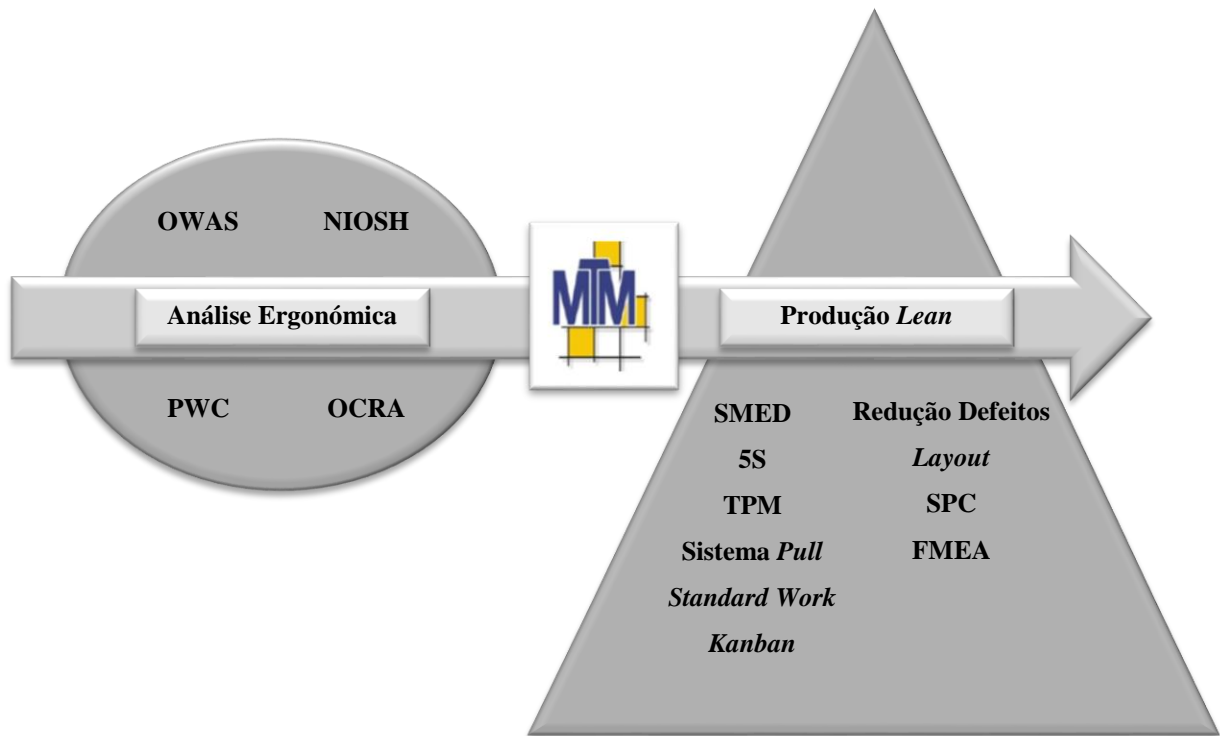 OWAS NIOSH
Análise Ergonómica
PWC OCRA
MTM
Produção Lean
SMED Redução Defeitos
5S Layout
TPM SPC
Sistema Pull FMEA
Standard Work
Kanban